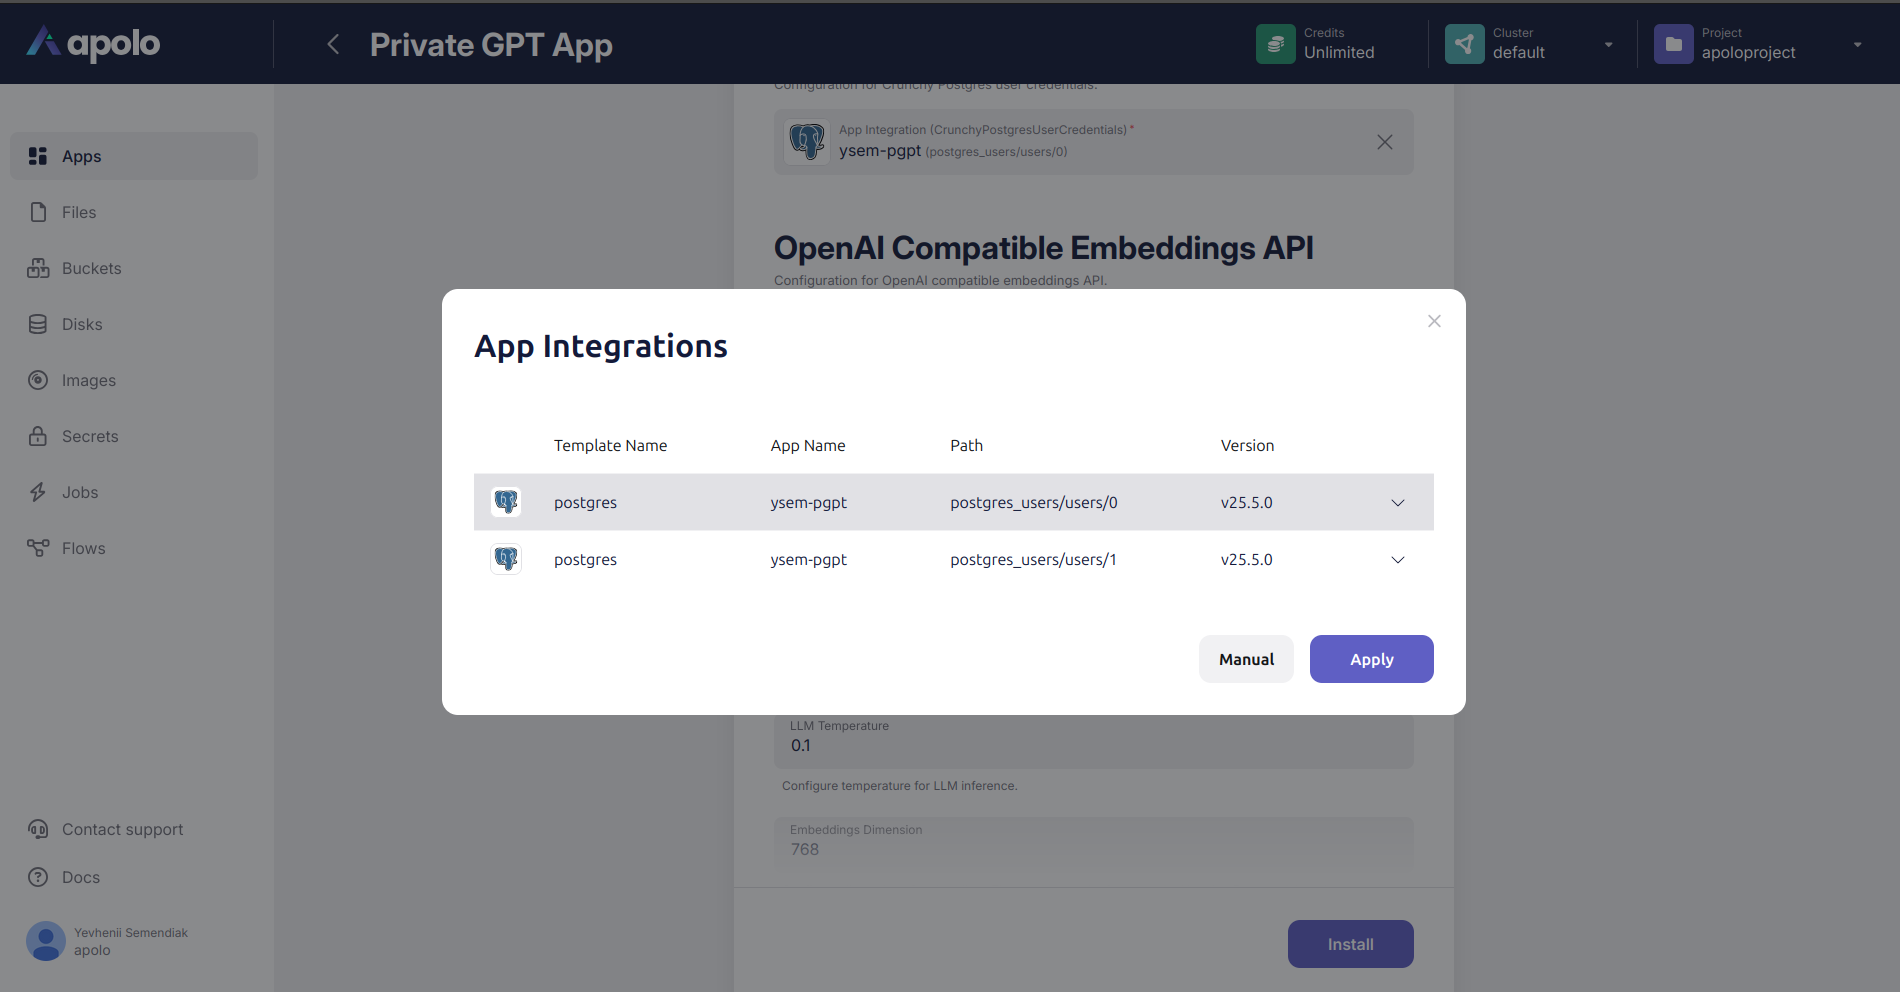 apolo
Private GPT App
Credits
Unlimited
Cluster
default
Project
apoloproject
Apps
Files
Buckets
Disks
Images
Secrets
Jobs
Flows
Contact support
Docs
Yevhenii Semendiak
apolo
Configuration for Crunchy Postgres user credentials.
App Integration (CrunchyPostgresUserCredentials)*
ysem-pgpt (postgres_users/users/0)
OpenAI Compatible Embeddings API
Configuration for OpenAI compatible embeddings API.
App Integrations
Template Name App Name Path Version
postgres ysem-pgpt postgres_users/users/0 v25.5.0
postgres ysem-pgpt postgres_users/users/1 v25.5.0
Manual Apply
LLM Temperature
0.1
Configure temperature for LLM inference.
Embeddings Dimension
768
Install